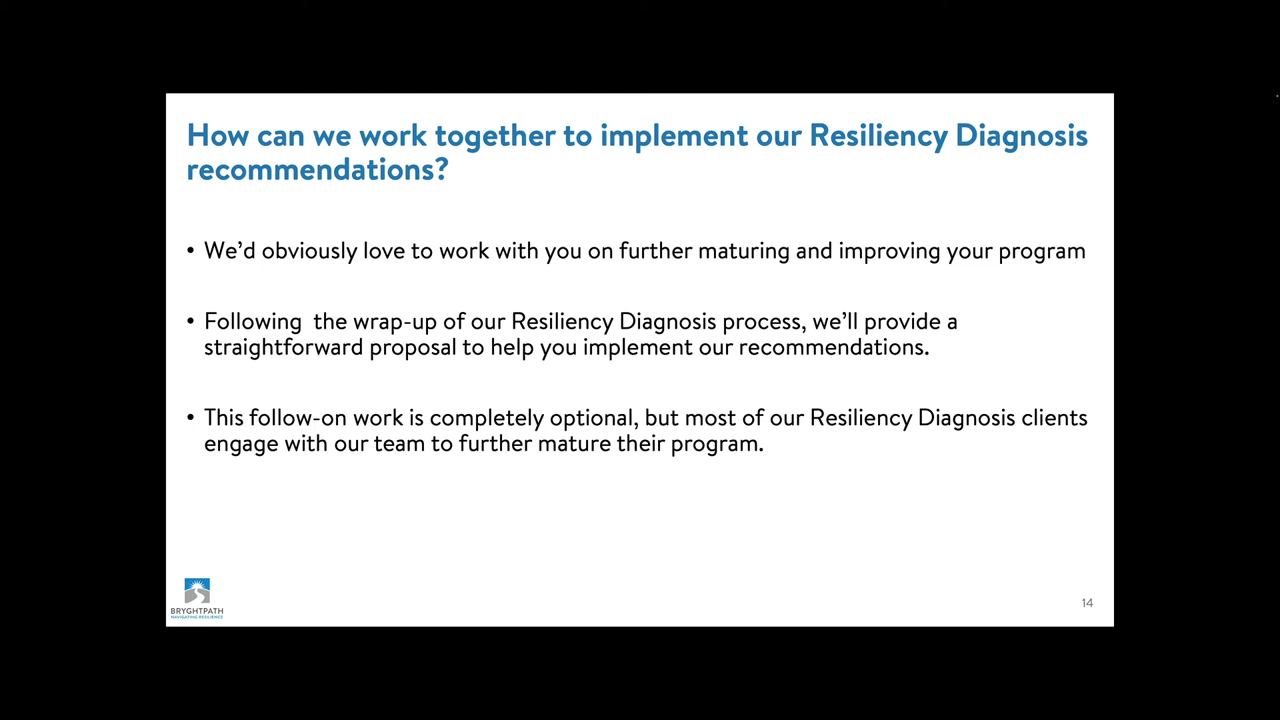 How can we work together to implement our Resiliency Diagnosis
recommendations?
• We’d obviously love to work with you on further maturing and improving your program
• Following  the wrap-up of our Resiliency Diagnosis process, we’ll provide a
straightforward proposal to help you implement our recommendations.
• This follow-on work is completely optional, but most of our Resiliency Diagnosis clients
engage with our team to further mature their program.
BRYGHTPATH
NAVIGATING RESILIENCE
14